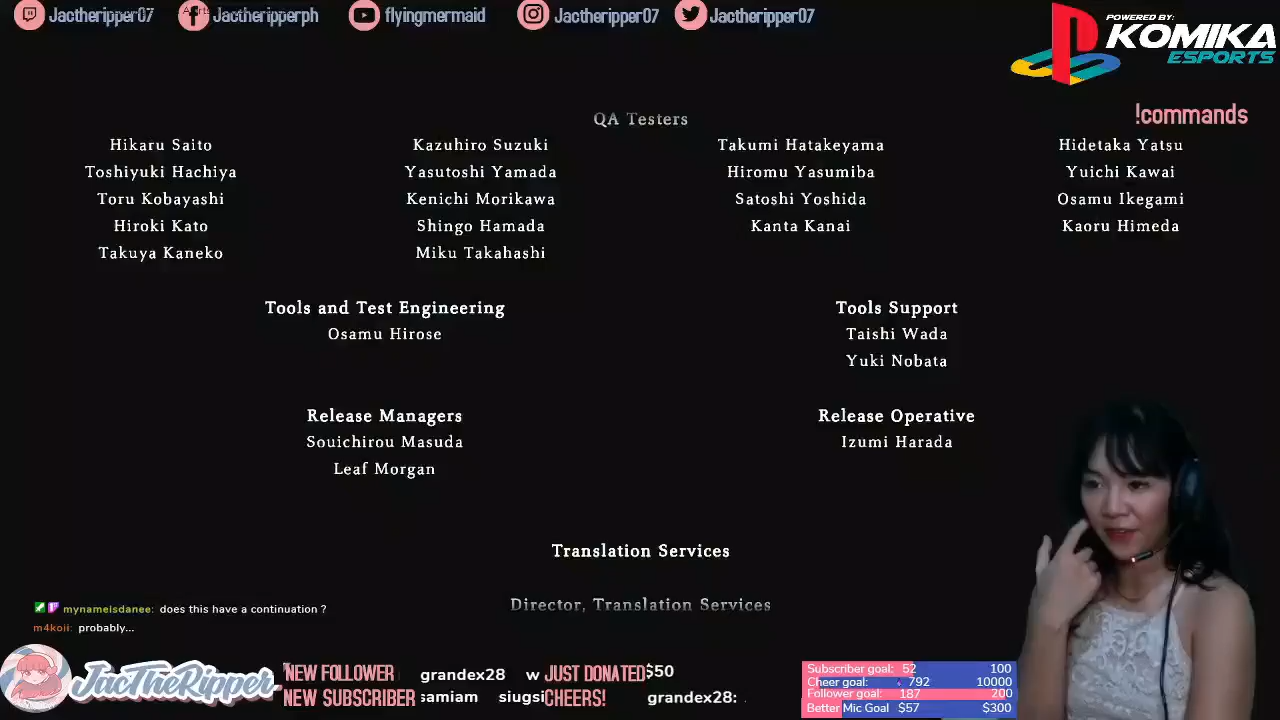 Jactheripper07 Jactheripperph flyingmermaid Jactheripper07 Jactheripper07
POWERED BY:
KOMIKA
ESPORTS
!commands
QA Testers
Hikaru Saito Kazuhiro Suzuki Takumi Hatakeyama Hidetaka Yatsu
Toshiyuki Hachiya Yasutoshi Yamada Hiromu Yasumiba Yuichi Kawai
Toru Kobayashi Kenichi Morikawa Satoshi Yoshida Osamu Ikegami
Hiroki Kato Shingo Hamada Kanta Kanai Kaoru Himeda
Takuya Kaneko Miku Takahashi
Tools and Test Engineering Tools Support
Osamu Hirose Taishi Wada
Yuki Nobata
Release Managers Release Operative
Souichirou Masuda Izumi Harada
Leaf Morgan
Translation Services
Director, Translation Services
mynameisdanee: does this have a continuation ?
m4koii: probably...
JacTheRipper
NEW FOLLOWER grandex28 w JUST DONATED $50
NEW SUBSCRIBER samiam siugsi CHEERS! grandex28:
Subscriber goal: 52 100
Cheer goal: 792 10000
Follower goal: 187 200
Better Mic Goal $57 $300